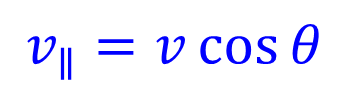 v∥ = v cos θ